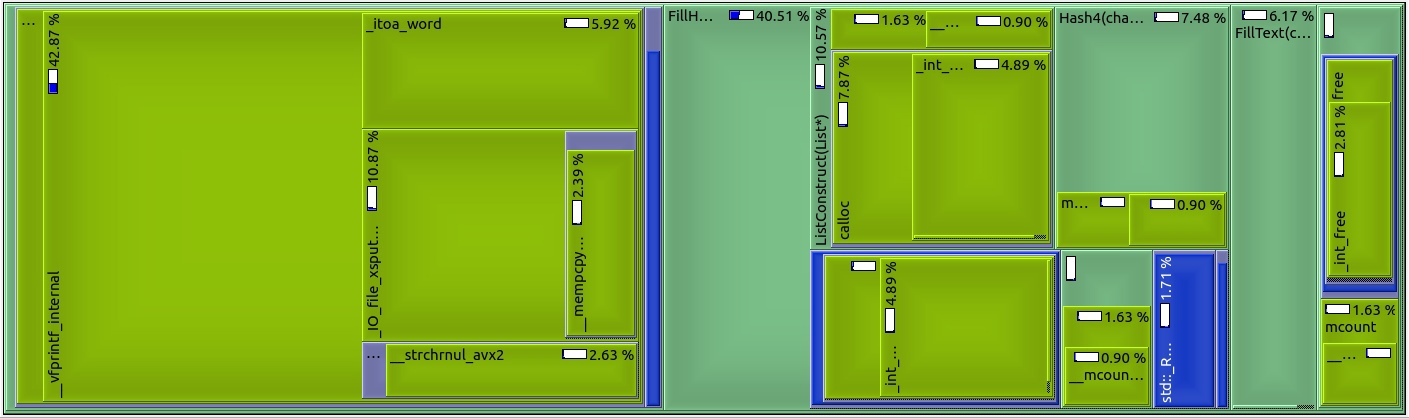 ...
42.87 %
__vfprintf_internal
_itoa_word
5.92 %
10.87 %
_IO_file_xsput...
2.39 %
__mempcpy...
...
__strchrnul_avx2
2.63 %
FillH...
40.51 %
10.57 %
ListConstruct(List*)
1.63 %
__...
0.90 %
7.87 %
calloc
_int_...
4.89 %
4.89 %
_int_...
Hash4(cha...
7.48 %
m...
0.90 %
1.63 %
0.90 %
__mcoun...
1.71 %
std::_R...
6.17 %
FillText(c...
free
2.81 %
_int_free
1.63 %
mcount
__...